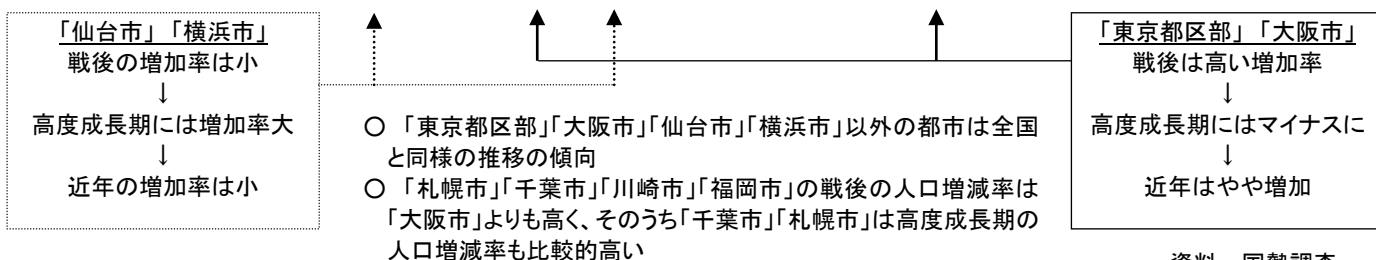 「仙台市」「横浜市」
戦後の増加率は小
↓
高度成長期には増加率大
↓
近年の増加率は小
○ 「東京都区部」「大阪市」「仙台市」「横浜市」以外の都市は全国
と同様の推移の傾向
○ 「札幌市」「千葉市」「川崎市」「福岡市」の戦後の人口増減率は
「大阪市」よりも高く、そのうち「千葉市」「札幌市」は高度成長期の
人口増減率も比較的高い
「東京都区部」「大阪市」
戦後は高い増加率
↓
高度成長期にはマイナスに
↓
近年はやや増加
資料 国勢調査